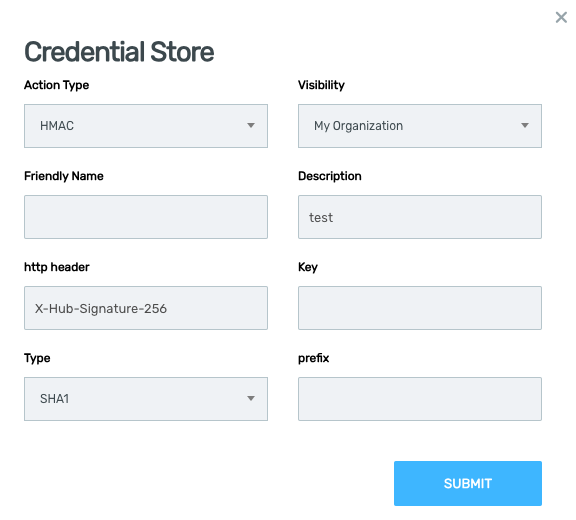 Credential Store
Action Type
Visibility
HMAC
My Organization
Friendly Name
Description
test
http header
Key
X-Hub-Signature-256
Type
prefix
SHA1
SUBMIT